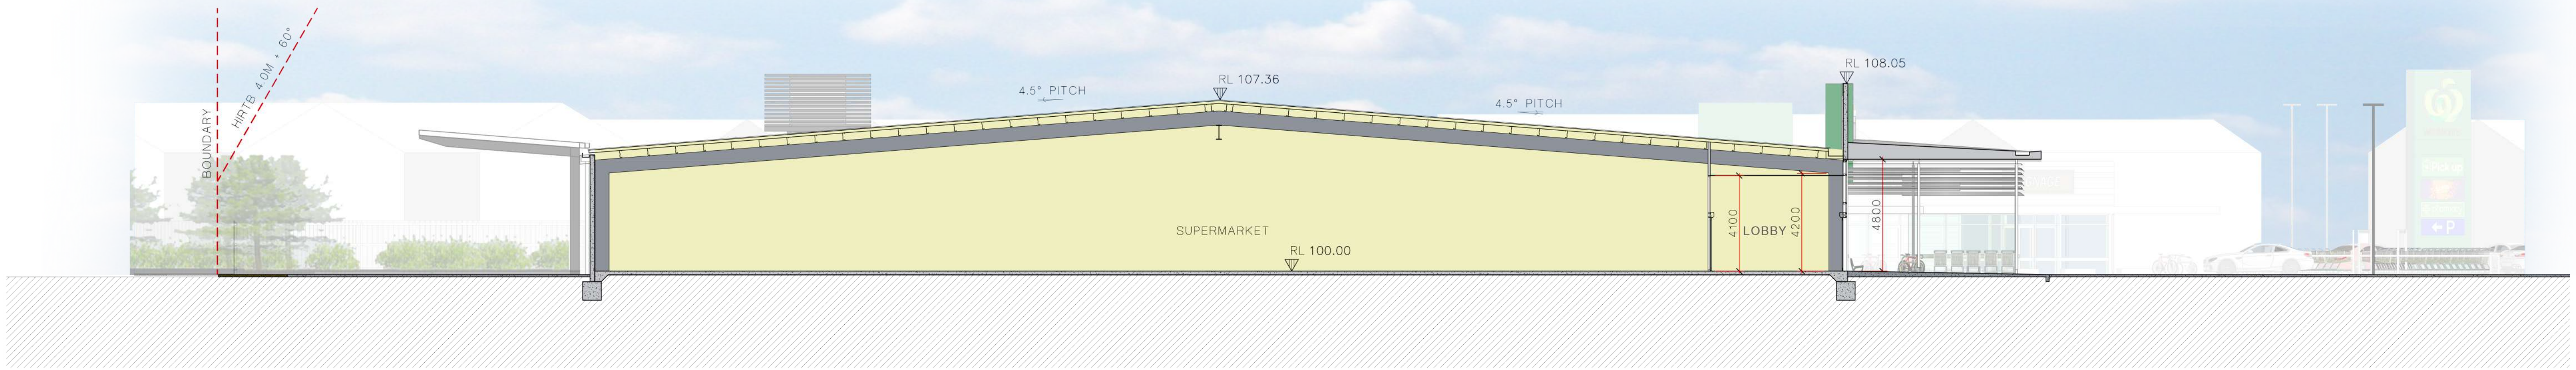 BOUNDARY
HIRTB 4.0M + 60°
4.5° PITCH
RL 107.36
4.5° PITCH
RL 108.05
SUPERMARKET
RL 100.00
4100
LOBBY
4200
4800
P